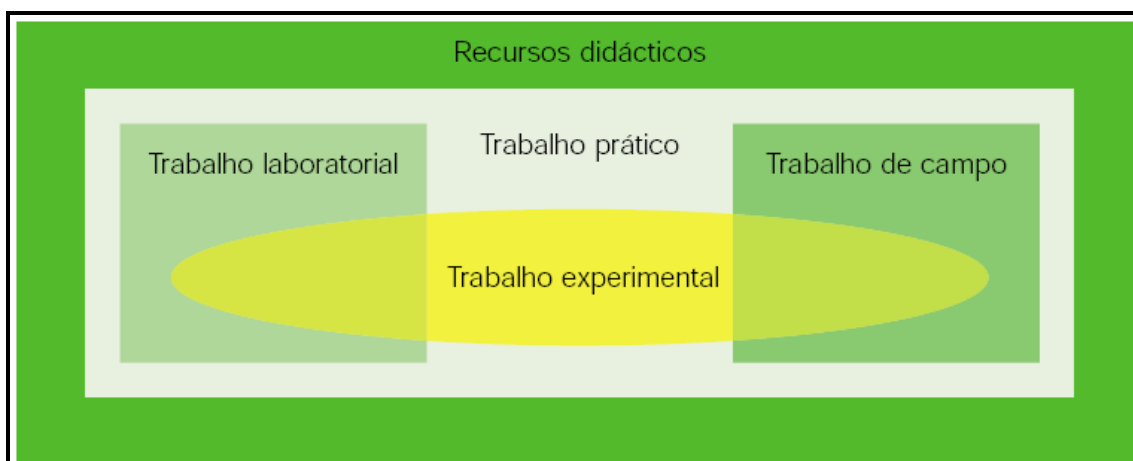 Recursos didácticos
Trabalho prático
Trabalho laboratorial
Trabalho de campo
Trabalho experimental